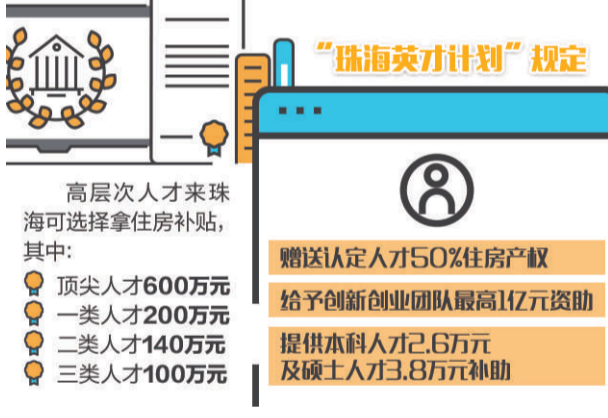 “珠海英才计划”规定
高层次人才来珠
海可选择拿住房补贴，
其中：
顶尖人才600万元
一类人才200万元
二类人才140万元
三类人才100万元
赠送认定人才50%住房产权
给予创新创业团队最高1亿元资助
提供本科人才2.6万元
及硕士人才3.8万元补助